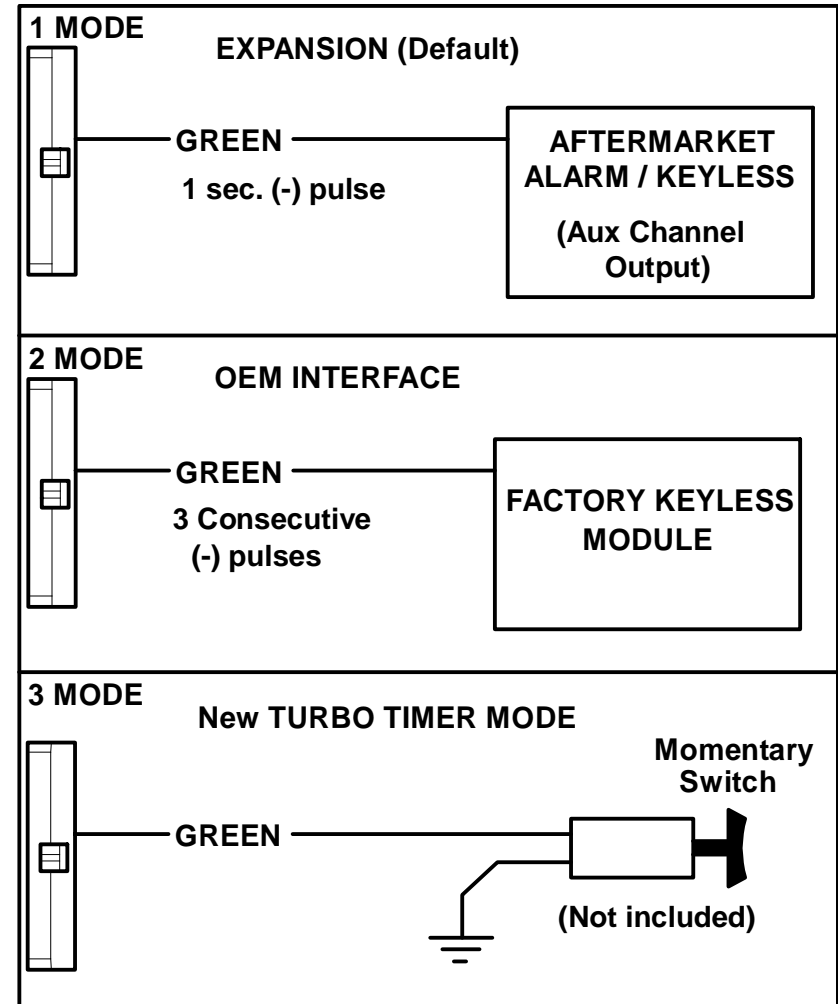 1 MODE
EXPANSION (Default)
GREEN
1 sec. (-) pulse
AFTERMARKET
ALARM / KEYLESS
(Aux Channel
Output)
2 MODE
OEM INTERFACE
GREEN
3 Consecutive
(-) pulses
FACTORY KEYLESS
MODULE
3 MODE
New TURBO TIMER MODE
Momentary
Switch
GREEN
(Not included)